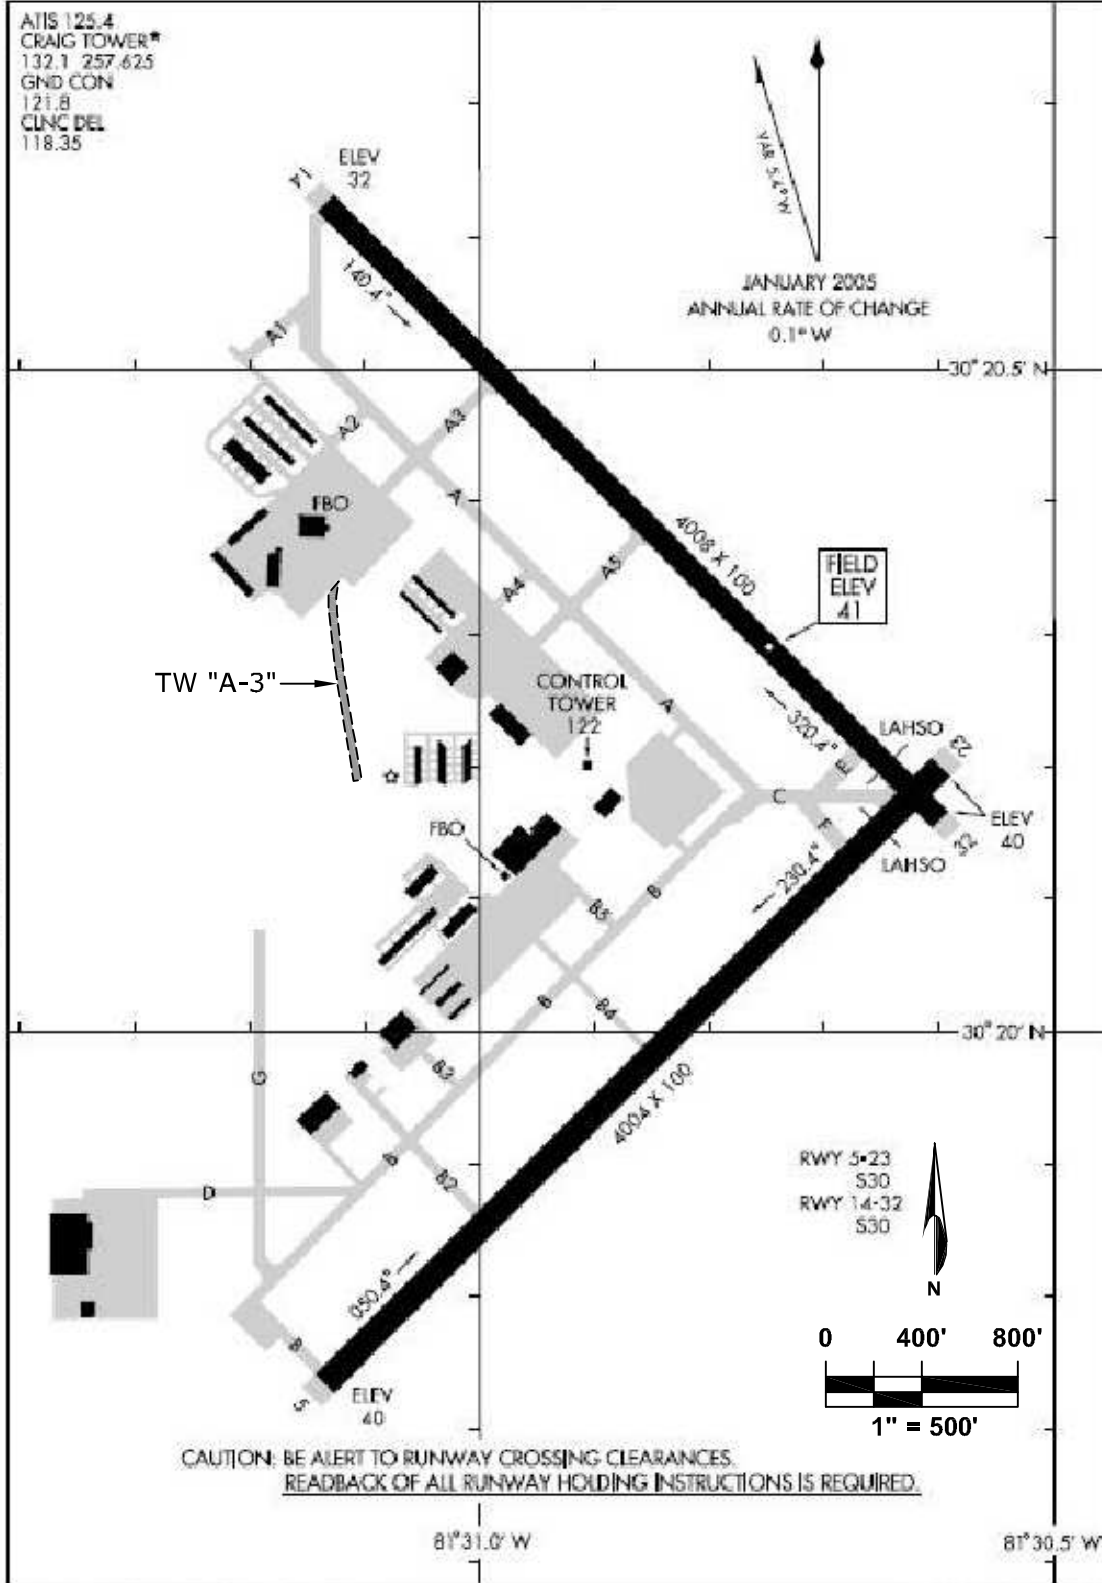 ATIS 125.4
CRAIG TOWER*
132.1 257.625
GND CON
121.8
CLNC DEL
118.35
14
ELEV
32
VAR 5.4° W
140.4°
JANUARY 2005
ANNUAL RATE OF CHANGE
0.1° W
A1
30° 20.5' N
A2
A3
FBO
A
4008 X 100
A4
A5
FIELD
ELEV
41
TW "A-3"
CONTROL
TOWER
122
A
320.4°
LAHSO
23
E
C
FBO
F
ELEV
40
32
LAHSO
230.4°
B
B5
B
B4
30° 20' N
G
B3
4004 X 100
B
B2
RWY 5-23
S30
RWY 14-32
S30
D
050.4°
N
B
0 400' 800'
5
ELEV
40
1" = 500'
CAUTION: BE ALERT TO RUNWAY CROSSING CLEARANCES.
READBACK OF ALL RUNWAY HOLDING INSTRUCTIONS IS REQUIRED.
81° 31.0' W
81° 30.5' W